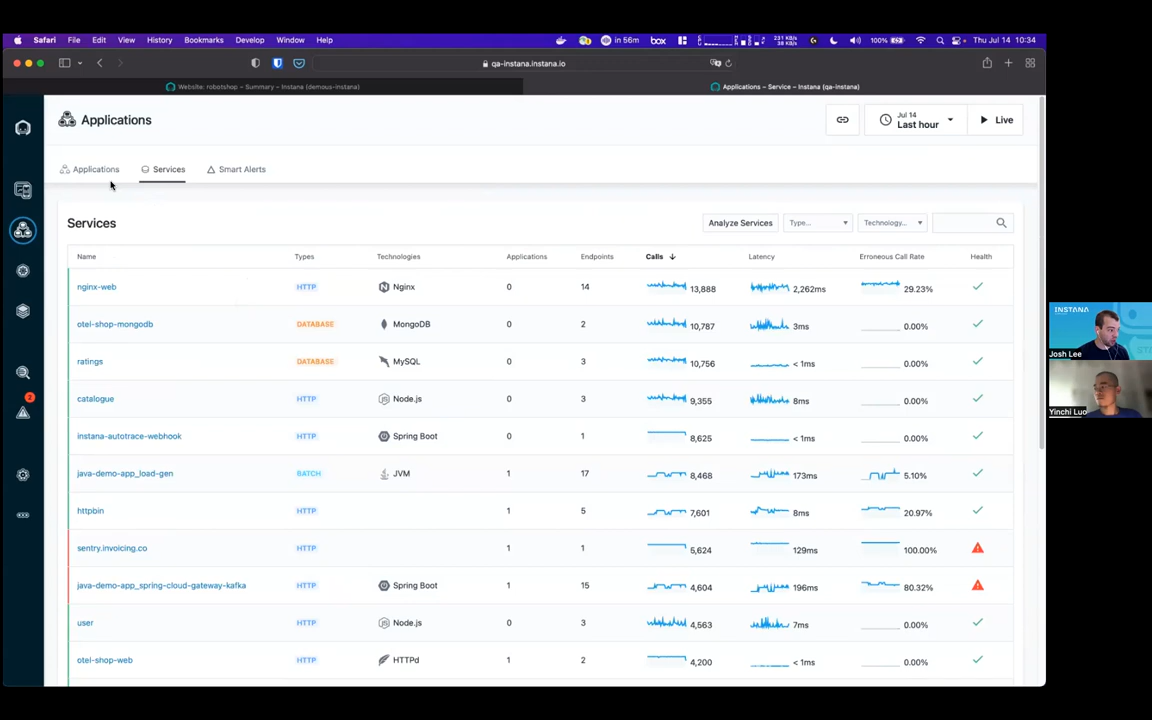 Safari File Edit View History Bookmarks Develop Window Help in 56m box 231 KB/s 38 KB/s 100% Thu Jul 14 10:34
qa-instana.instana.io
Website: robotshop – Summary – Instana (demous-instana) Applications – Service – Instana (qa-instana)
Applications Jul 14 Last hour Live
Applications Services Smart Alerts
Services Analyze Services Type... Technology...
Name Types Technologies Applications Endpoints Calls Latency Erroneous Call Rate Health
nginx-web HTTP Nginx 0 14 13,888 2,262ms 29.23%
otel-shop-mongodb DATABASE MongoDB 0 2 10,787 3ms 0.00%
ratings DATABASE MySQL 0 3 10,756 < 1ms 0.00%
catalogue HTTP Node.js 0 3 9,355 8ms 0.00%
2
instana-autotrace-webhook HTTP Spring Boot 0 1 8,625 < 1ms 0.00%
java-demo-app_load-gen BATCH JVM 1 17 8,468 173ms 5.10%
httpbin HTTP 1 5 7,601 8ms 20.97%
sentry.invoicing.co HTTP 1 1 5,624 129ms 100.00%
java-demo-app_spring-cloud-gateway-kafka HTTP Spring Boot 1 15 4,604 196ms 80.32%
user HTTP Node.js 0 3 4,563 7ms 0.00%
otel-shop-web HTTP HTTPd 1 2 4,200 < 1ms 0.00%
INSTANA
Josh Lee
Yinchi Luo